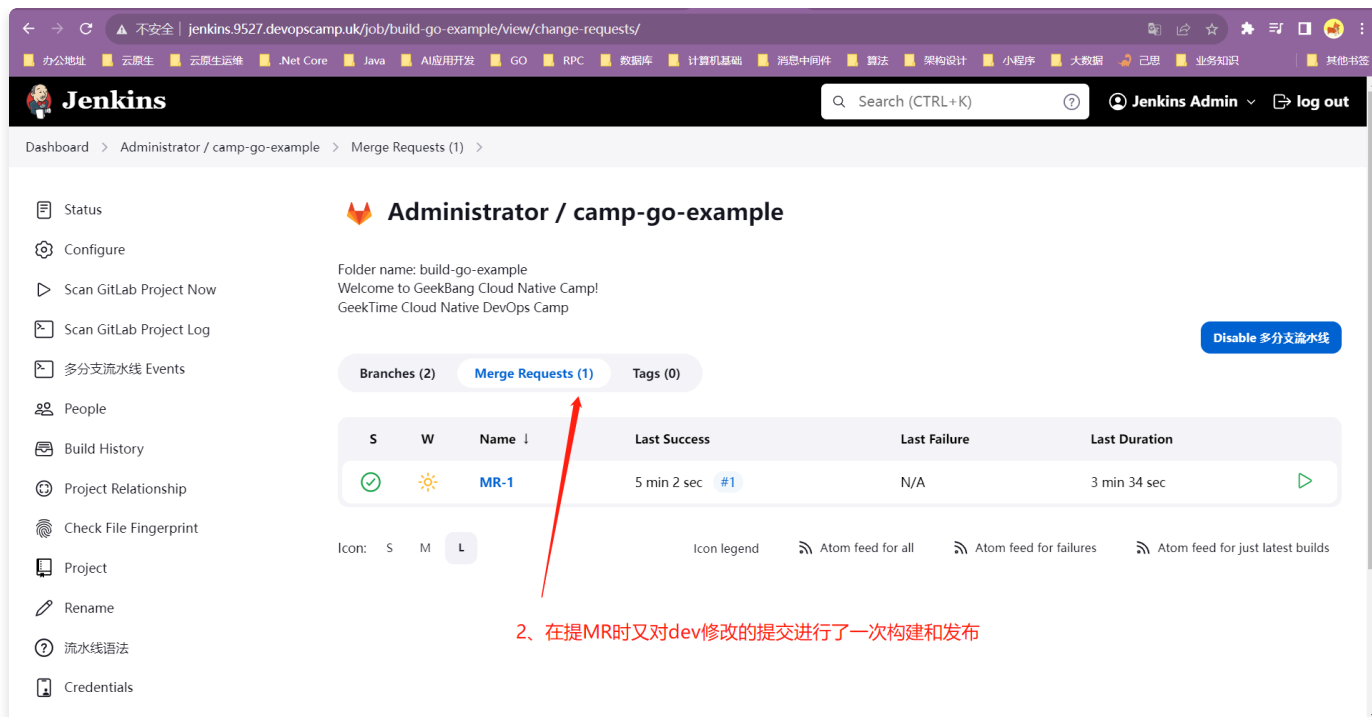 不安全 | jenkins.9527.devopscamp.uk/job/build-go-example/view/change-requests/
办公地址 云原生 云原生运维 .Net Core Java AI应用开发 GO RPC 数据库 计算机基础 消息中间件 算法 架构设计 小程序 大数据 己思 业务知识 其他书签
Jenkins Search (CTRL+K) Jenkins Admin log out
Dashboard > Administrator / camp-go-example > Merge Requests (1) >
Status
Configure
Scan GitLab Project Now
Scan GitLab Project Log
多分支流水线 Events
People
Build History
Project Relationship
Check File Fingerprint
Project
Rename
流水线语法
Credentials
Administrator / camp-go-example
Folder name: build-go-example
Welcome to GeekBang Cloud Native Camp!
GeekTime Cloud Native DevOps Camp
Disable 多分支流水线
Branches (2) Merge Requests (1) Tags (0)
S W Name ↓ Last Success Last Failure Last Duration
MR-1 5 min 2 sec #1 N/A 3 min 34 sec
Icon: S M L Icon legend Atom feed for all Atom feed for failures Atom feed for just latest builds
2、在提MR时又对dev修改的提交进行了一次构建和发布